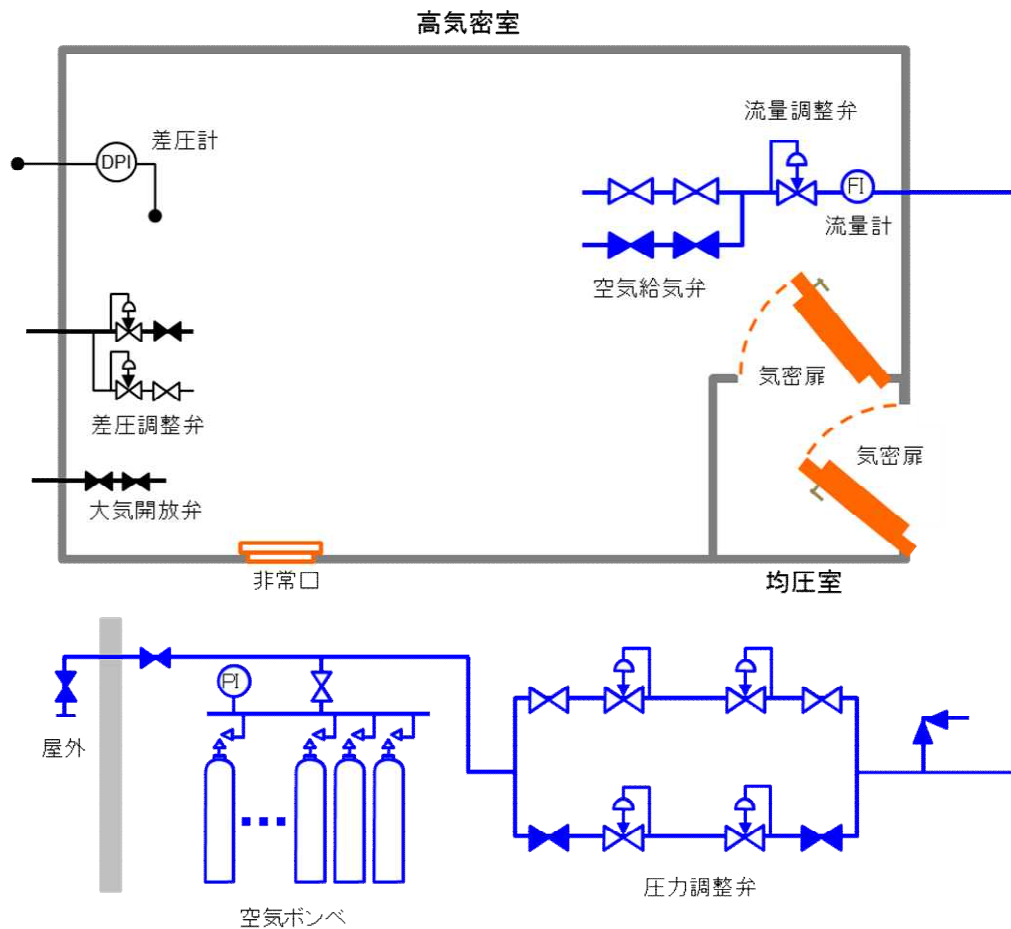 高気密室
流量調整弁
差圧計
DPI
FI
流量計
空気給気弁
気密扉
差圧調整弁
気密扉
大気開放弁
非常口
均圧室
PI
屋外
圧力調整弁
空気ボンベ